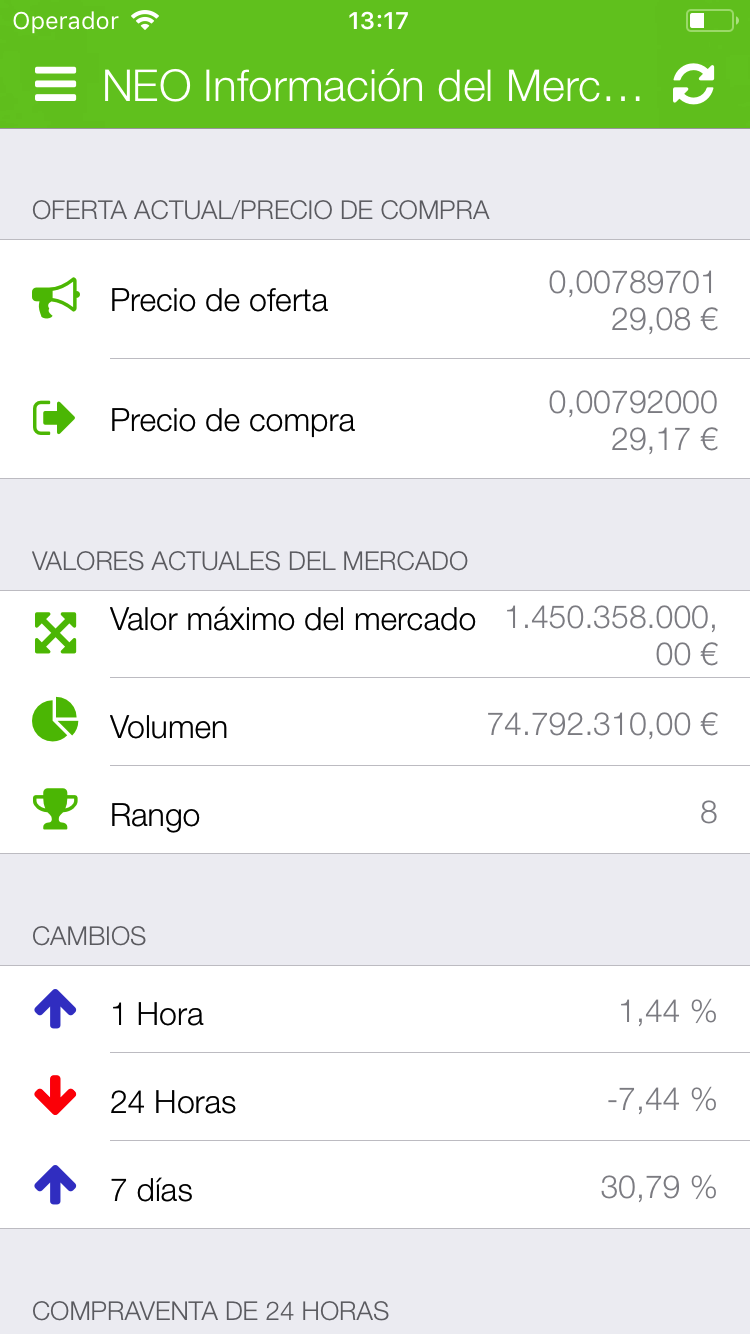 Operador
13:17
NEO Información del Merc...
OFERTA ACTUAL/PRECIO DE COMPRA
Precio de oferta
0,00789701
29,08 €
Precio de compra
0,00792000
29,17 €
VALORES ACTUALES DEL MERCADO
Valor máximo del mercado
1.450.358.000,
00 €
Volumen
74.792.310,00 €
Rango
8
CAMBIOS
1 Hora
1,44 %
24 Horas
-7,44 %
7 días
30,79 %
COMPRAVENTA DE 24 HORAS